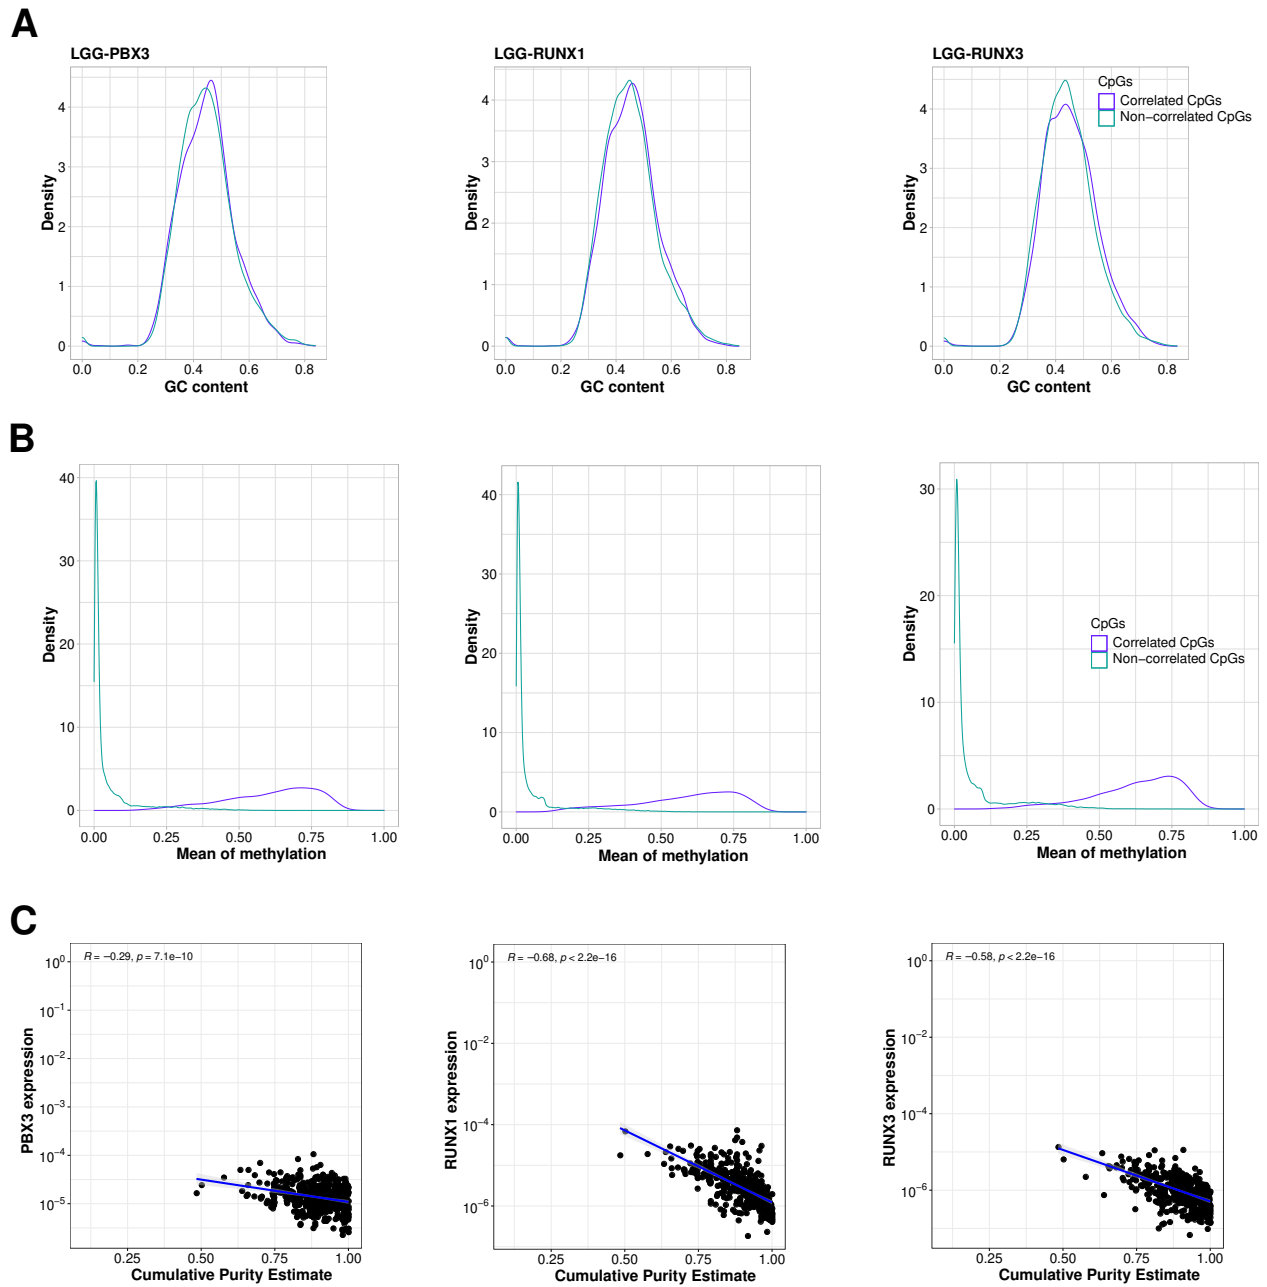 A
LGG-PBX3
LGG-RUNX1
LGG-RUNX3
CpGs
Correlated CpGs
Non−correlated CpGs
Density
4
3
2
1
0
0.0 0.2 0.4 0.6 0.8
GC content
Density
4
3
2
1
0
0.0 0.2 0.4 0.6 0.8
GC content
Density
4
3
2
1
0
0.0 0.2 0.4 0.6 0.8
GC content
B
Density
40
30
20
10
0
0.00 0.25 0.50 0.75 1.00
Mean of methylation
Density
40
30
20
10
0
0.00 0.25 0.50 0.75 1.00
Mean of methylation
Density
30
20
10
0
CpGs
Correlated CpGs
Non−correlated CpGs
0.00 0.25 0.50 0.75 1.00
Mean of methylation
C
R = −0.29, p = 7.1e−10
PBX3 expression
10⁰
10⁻¹
10⁻²
10⁻³
10⁻⁴
10⁻⁵
0.25 0.50 0.75 1.00
Cumulative Purity Estimate
R = −0.68, p < 2.2e−16
RUNX1 expression
10⁰
10⁻²
10⁻⁴
10⁻⁶
0.25 0.50 0.75 1.00
Cumulative Purity Estimate
R = −0.58, p < 2.2e−16
RUNX3 expression
10⁰
10⁻²
10⁻⁴
10⁻⁶
0.25 0.50 0.75 1.00
Cumulative Purity Estimate